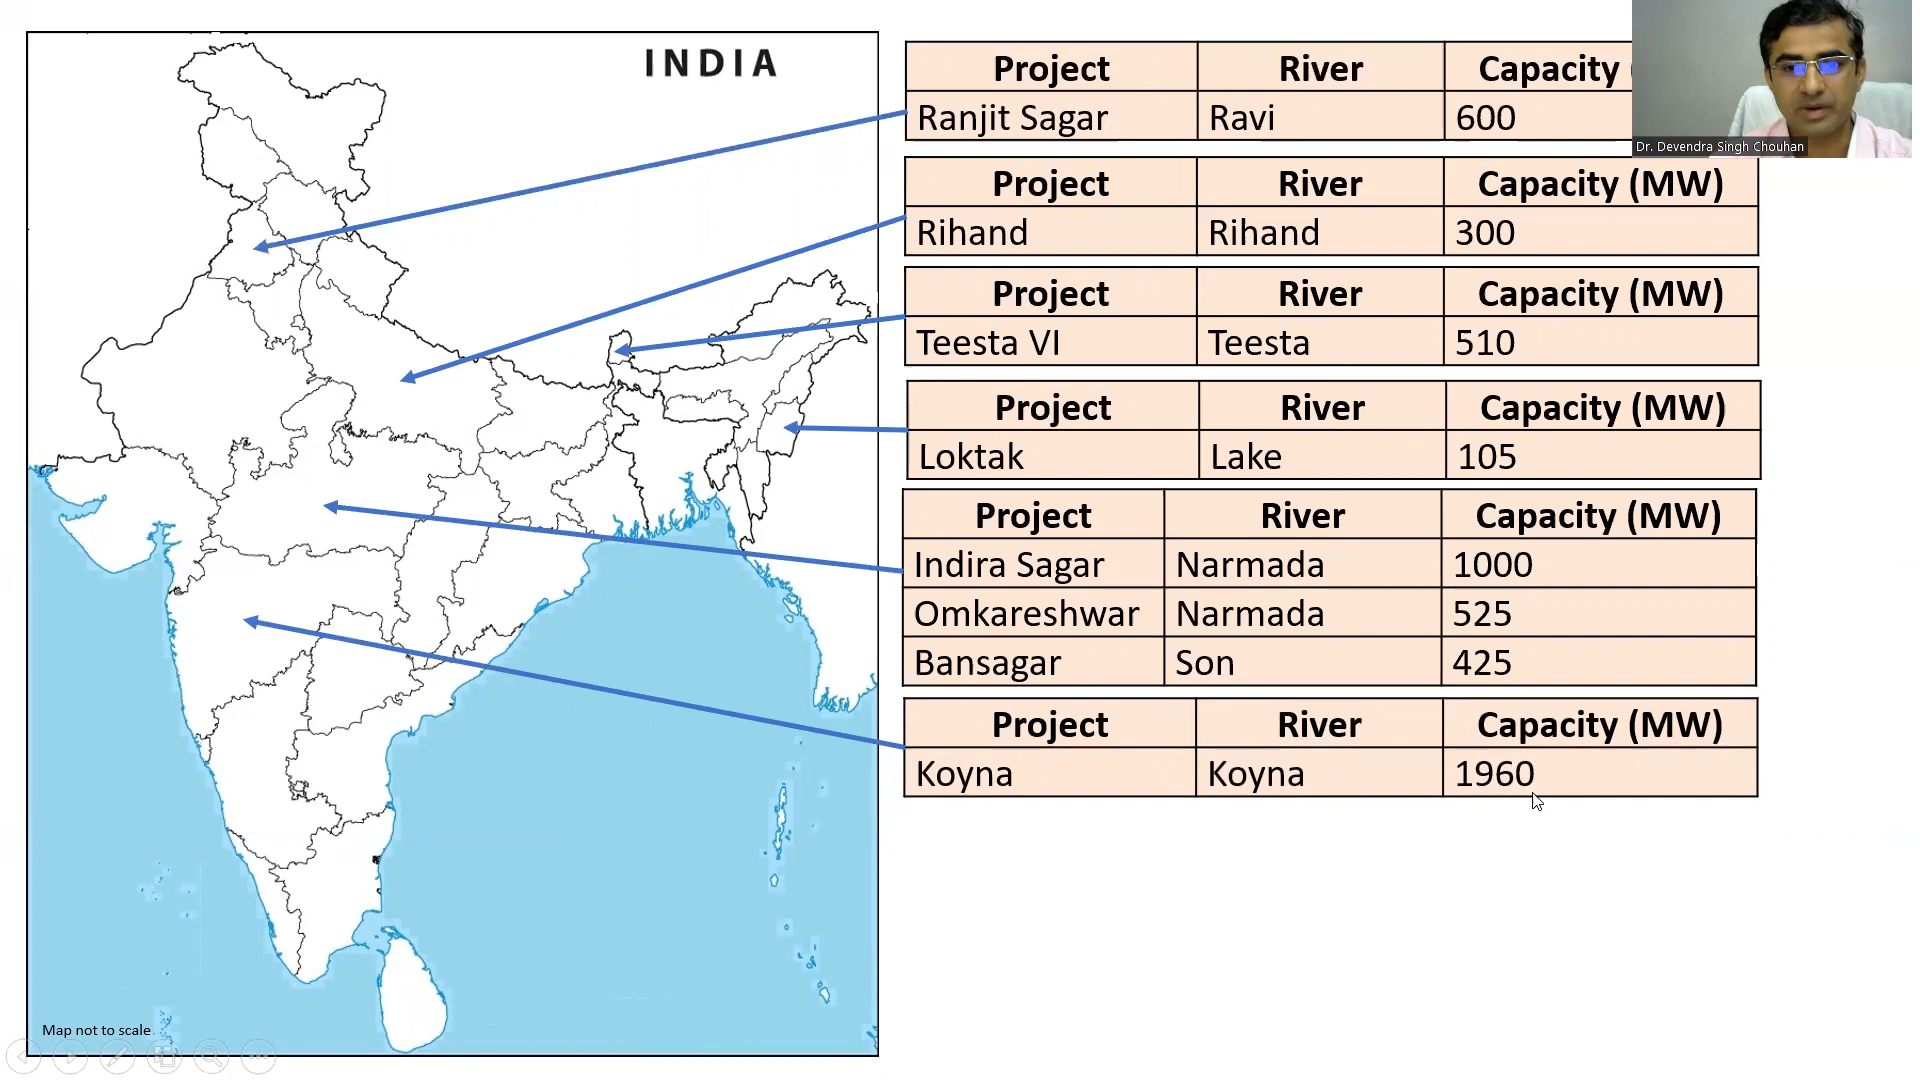 INDIA
Project River Capacity
Ranjit Sagar Ravi 600
Dr. Devendra Singh Chouhan
Project River Capacity (MW)
Rihand Rihand 300
Project River Capacity (MW)
Teesta VI Teesta 510
Project River Capacity (MW)
Loktak Lake 105
Project River Capacity (MW)
Indira Sagar Narmada 1000
Omkareshwar Narmada 525
Bansagar Son 425
Project River Capacity (MW)
Koyna Koyna 1960
Map not to scale